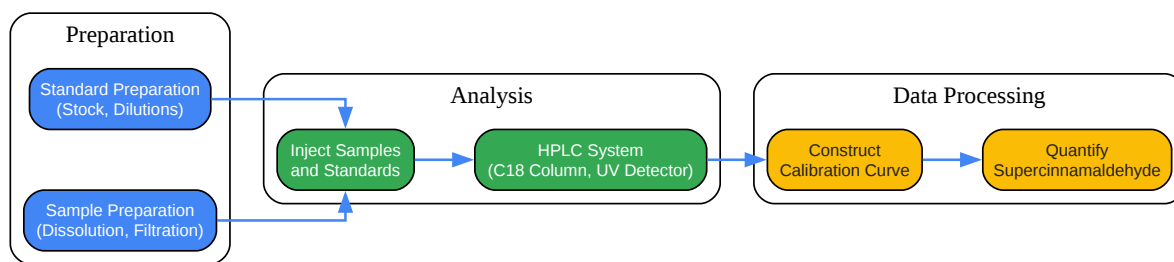 Preparation
Standard Preparation
(Stock, Dilutions)
Sample Preparation
(Dissolution, Filtration)
Analysis
Inject Samples
and Standards
HPLC System
(C18 Column, UV Detector)
Data Processing
Construct
Calibration Curve
Quantify
Supercinnamaldehyde